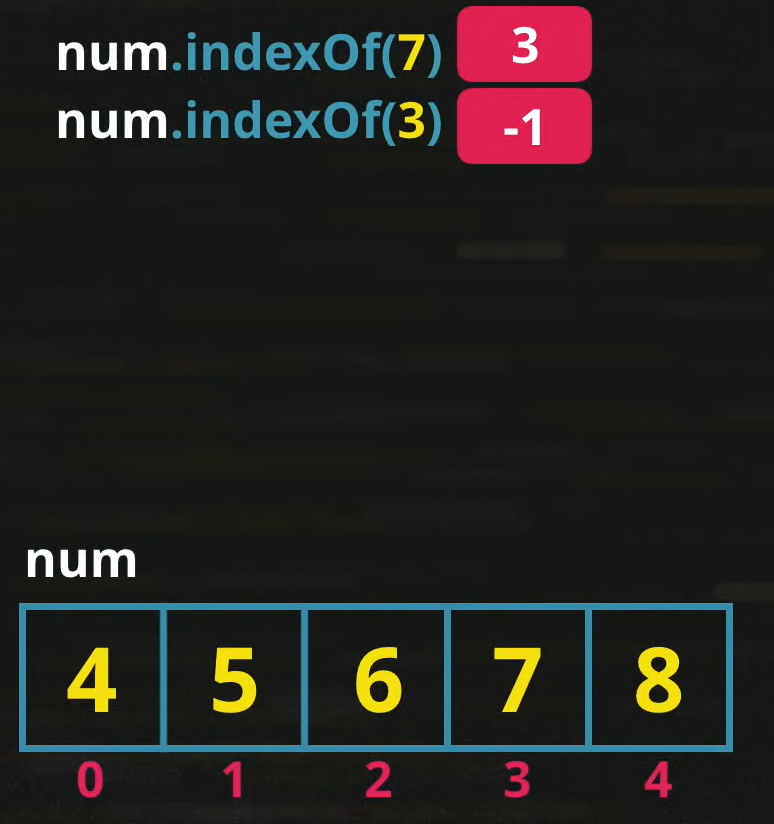 num.indexOf(7) 3
num.indexOf(3) -1
num
4 5 6 7 8
0 1 2 3 4